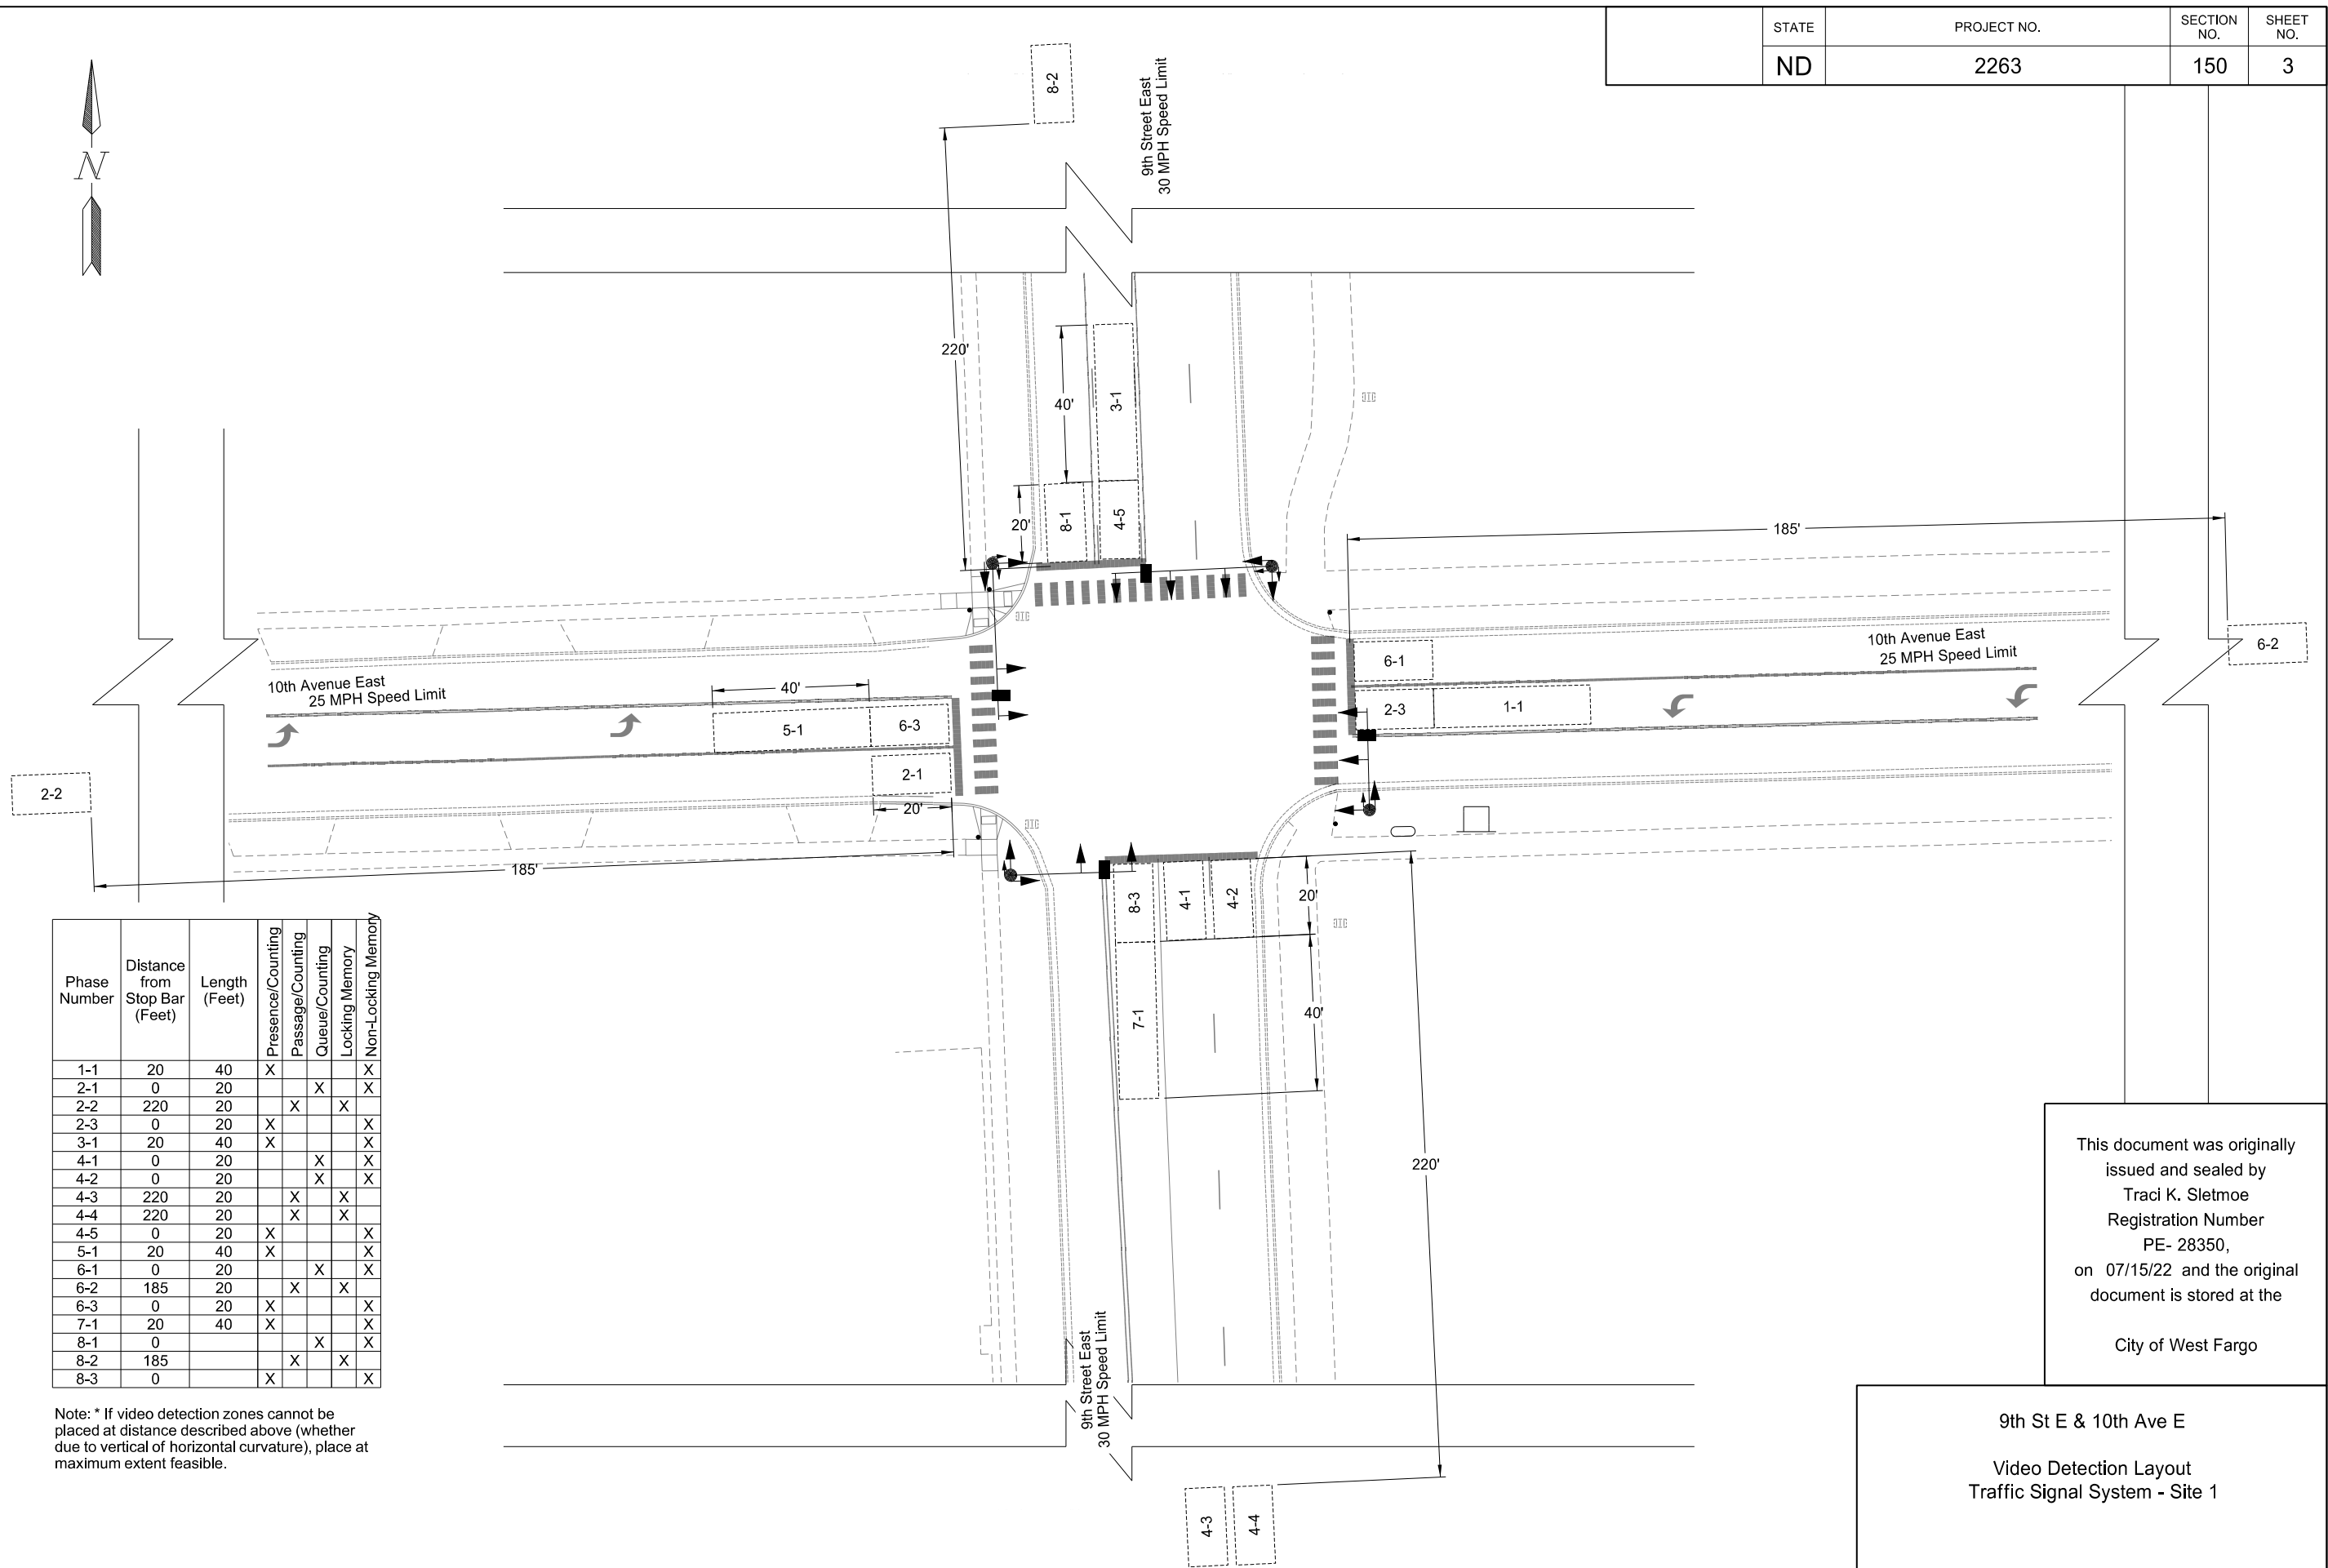 STATE PROJECT NO. SECTION NO. SHEET NO.
ND 2263 150 3
N
8-2
9th Street East
30 MPH Speed Limit
220'
40'
3-1
20'
8-1
4-5
185'
10th Avenue East
25 MPH Speed Limit
6-2
6-1
2-3
1-1
10th Avenue East
25 MPH Speed Limit
40'
5-1
6-3
2-1
2-2
20'
185'
8-3
4-1
4-2
20'
7-1
40'
220'
9th Street East
30 MPH Speed Limit
4-3
4-4
Phase Number Distance from Stop Bar (Feet) Length (Feet) Presence/Counting Passage/Counting Queue/Counting Locking Memory Non-Locking Memory
1-1 20 40 X X
2-1 0 20 X X
2-2 220 20 X X
2-3 0 20 X X
3-1 20 40 X X
4-1 0 20 X X
4-2 0 20 X X
4-3 220 20 X X
4-4 220 20 X X
4-5 0 20 X X
5-1 20 40 X X
6-1 0 20 X X
6-2 185 20 X X
6-3 0 20 X X
7-1 20 40 X X
8-1 0 X X
8-2 185 X X
8-3 0 X X
Note: * If video detection zones cannot be
placed at distance described above (whether
due to vertical of horizontal curvature), place at
maximum extent feasible.
This document was originally
issued and sealed by
Traci K. Sletmoe
Registration Number
PE- 28350,
on 07/15/22 and the original
document is stored at the
City of West Fargo
9th St E & 10th Ave E
Video Detection Layout
Traffic Signal System - Site 1